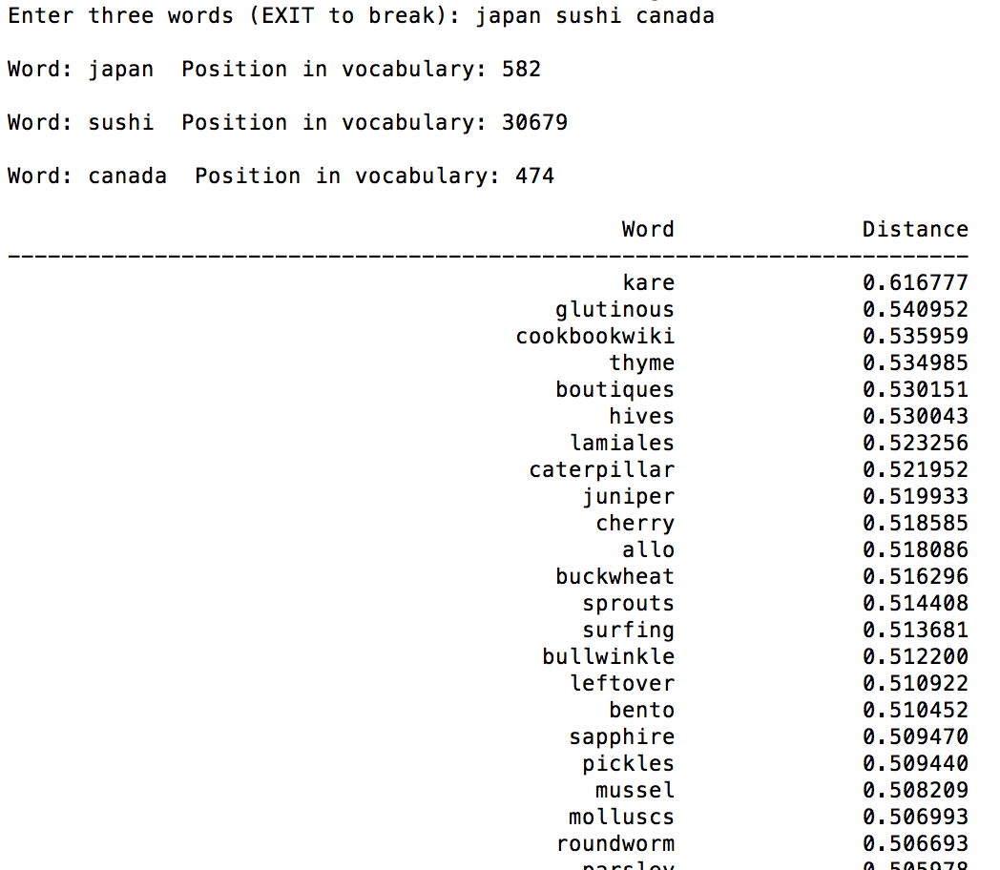 Enter three words (EXIT to break): japan sushi canada
Word: japan  Position in vocabulary: 582
Word: sushi  Position in vocabulary: 30679
Word: canada  Position in vocabulary: 474
Word Distance
------------------------------------------------------------------------
kare 0.616777
glutinous 0.540952
cookbookwiki 0.535959
thyme 0.534985
boutiques 0.530151
hives 0.530043
lamiales 0.523256
caterpillar 0.521952
juniper 0.519933
cherry 0.518585
allo 0.518086
buckwheat 0.516296
sprouts 0.514408
surfing 0.513681
bullwinkle 0.512200
leftover 0.510922
bento 0.510452
sapphire 0.509470
pickles 0.509440
mussel 0.508209
molluscs 0.506993
roundworm 0.506693
parsley 0.505978